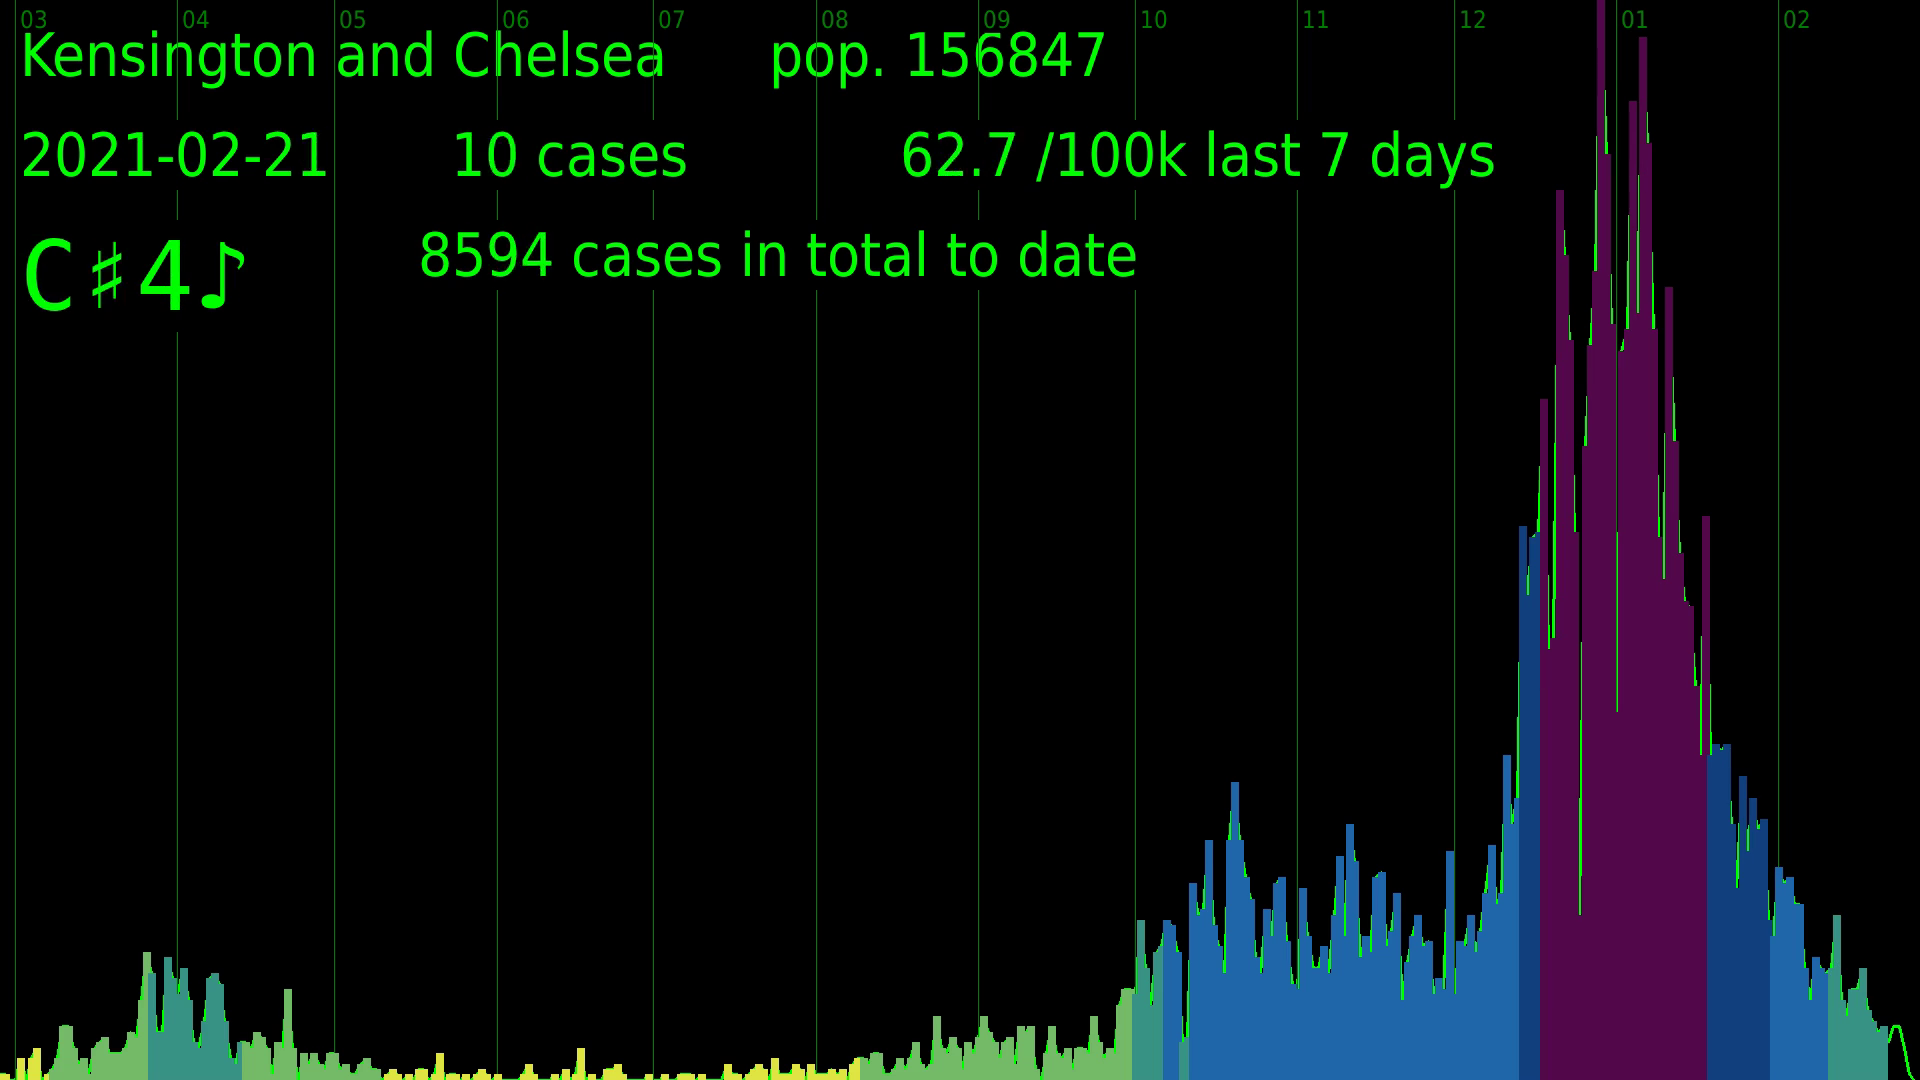 03 04 05 06 07 08 09 10 11 12 01 02
Kensington and Chelsea pop. 156847
2021-02-21 10 cases 62.7 /100k last 7 days
C♯4♪ 8594 cases in total to date